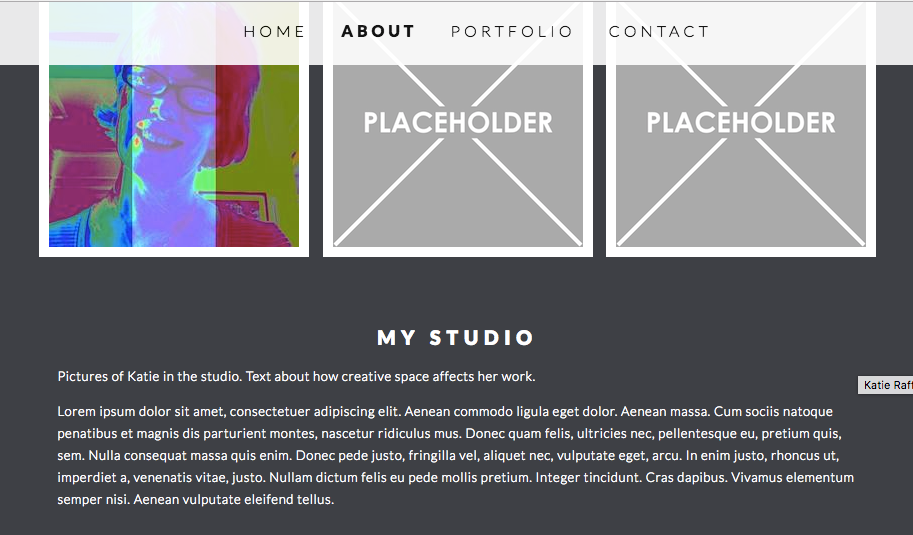 HOME ABOUT PORTFOLIO CONTACT
PLACEHOLDER PLACEHOLDER
MY STUDIO
Pictures of Katie in the studio. Text about how creative space affects her work.
Katie Raff
Lorem ipsum dolor sit amet, consectetuer adipiscing elit. Aenean commodo ligula eget dolor. Aenean massa. Cum sociis natoque
penatibus et magnis dis parturient montes, nascetur ridiculus mus. Donec quam felis, ultricies nec, pellentesque eu, pretium quis,
sem. Nulla consequat massa quis enim. Donec pede justo, fringilla vel, aliquet nec, vulputate eget, arcu. In enim justo, rhoncus ut,
imperdiet a, venenatis vitae, justo. Nullam dictum felis eu pede mollis pretium. Integer tincidunt. Cras dapibus. Vivamus elementum
semper nisi. Aenean vulputate eleifend tellus.